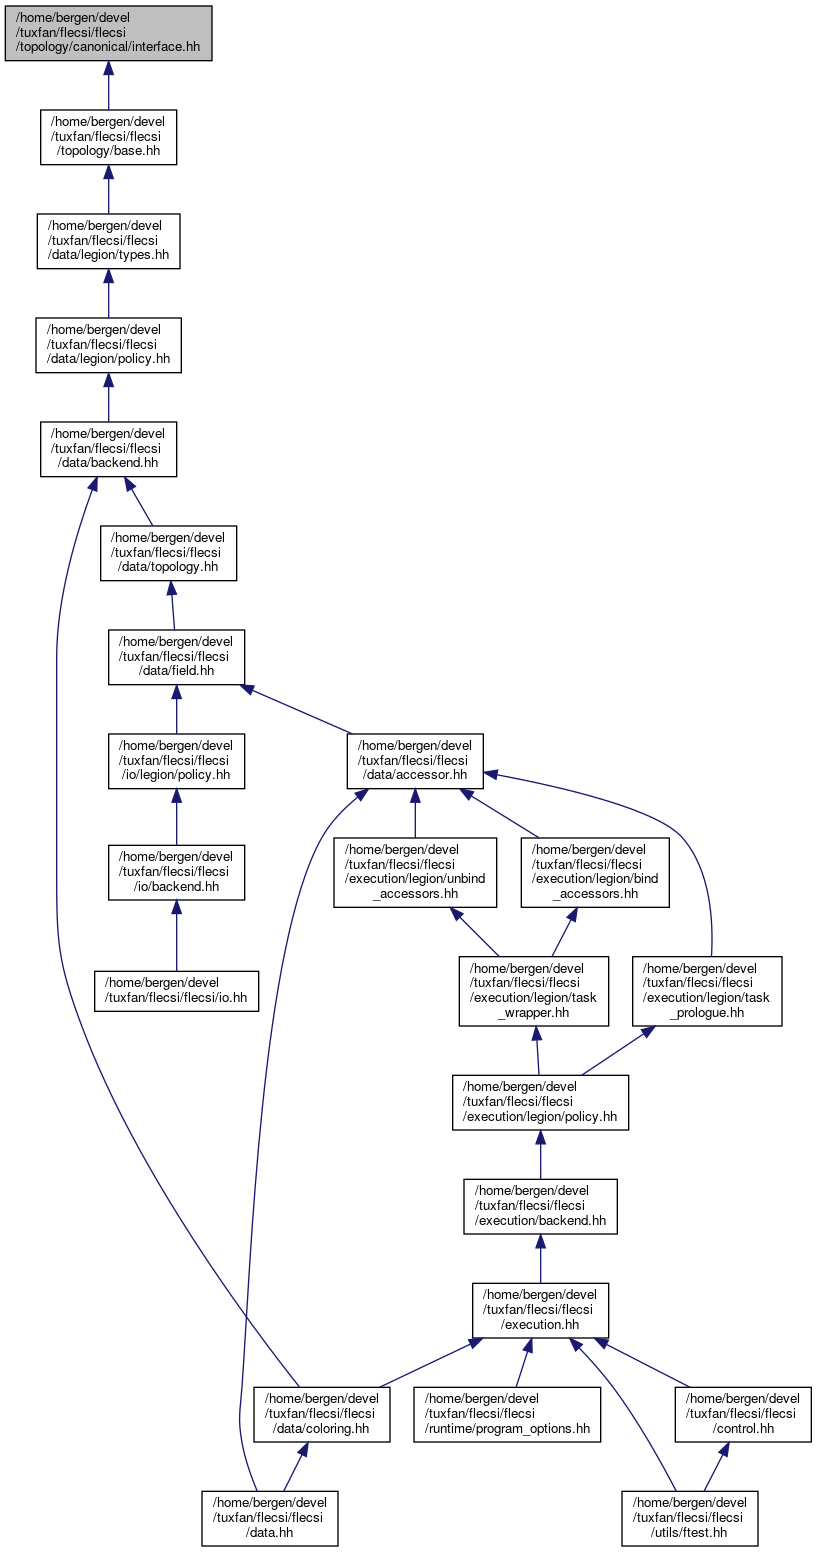 /home/bergen/devel
/tuxfan/flecsi/flecsi
/topology/canonical/interface.hh
/home/bergen/devel
/tuxfan/flecsi/flecsi
/topology/base.hh
/home/bergen/devel
/tuxfan/flecsi/flecsi
/data/legion/types.hh
/home/bergen/devel
/tuxfan/flecsi/flecsi
/data/legion/policy.hh
/home/bergen/devel
/tuxfan/flecsi/flecsi
/data/backend.hh
/home/bergen/devel
/tuxfan/flecsi/flecsi
/data/topology.hh
/home/bergen/devel
/tuxfan/flecsi/flecsi
/data/field.hh
/home/bergen/devel
/tuxfan/flecsi/flecsi
/io/legion/policy.hh
/home/bergen/devel
/tuxfan/flecsi/flecsi
/data/accessor.hh
/home/bergen/devel
/tuxfan/flecsi/flecsi
/io/backend.hh
/home/bergen/devel
/tuxfan/flecsi/flecsi
/execution/legion/unbind
_accessors.hh
/home/bergen/devel
/tuxfan/flecsi/flecsi
/execution/legion/bind
_accessors.hh
/home/bergen/devel
/tuxfan/flecsi/flecsi/io.hh
/home/bergen/devel
/tuxfan/flecsi/flecsi
/execution/legion/task
_wrapper.hh
/home/bergen/devel
/tuxfan/flecsi/flecsi
/execution/legion/task
_prologue.hh
/home/bergen/devel
/tuxfan/flecsi/flecsi
/execution/legion/policy.hh
/home/bergen/devel
/tuxfan/flecsi/flecsi
/execution/backend.hh
/home/bergen/devel
/tuxfan/flecsi/flecsi
/execution.hh
/home/bergen/devel
/tuxfan/flecsi/flecsi
/data/coloring.hh
/home/bergen/devel
/tuxfan/flecsi/flecsi
/runtime/program_options.hh
/home/bergen/devel
/tuxfan/flecsi/flecsi
/control.hh
/home/bergen/devel
/tuxfan/flecsi/flecsi
/data.hh
/home/bergen/devel
/tuxfan/flecsi/flecsi
/utils/ftest.hh